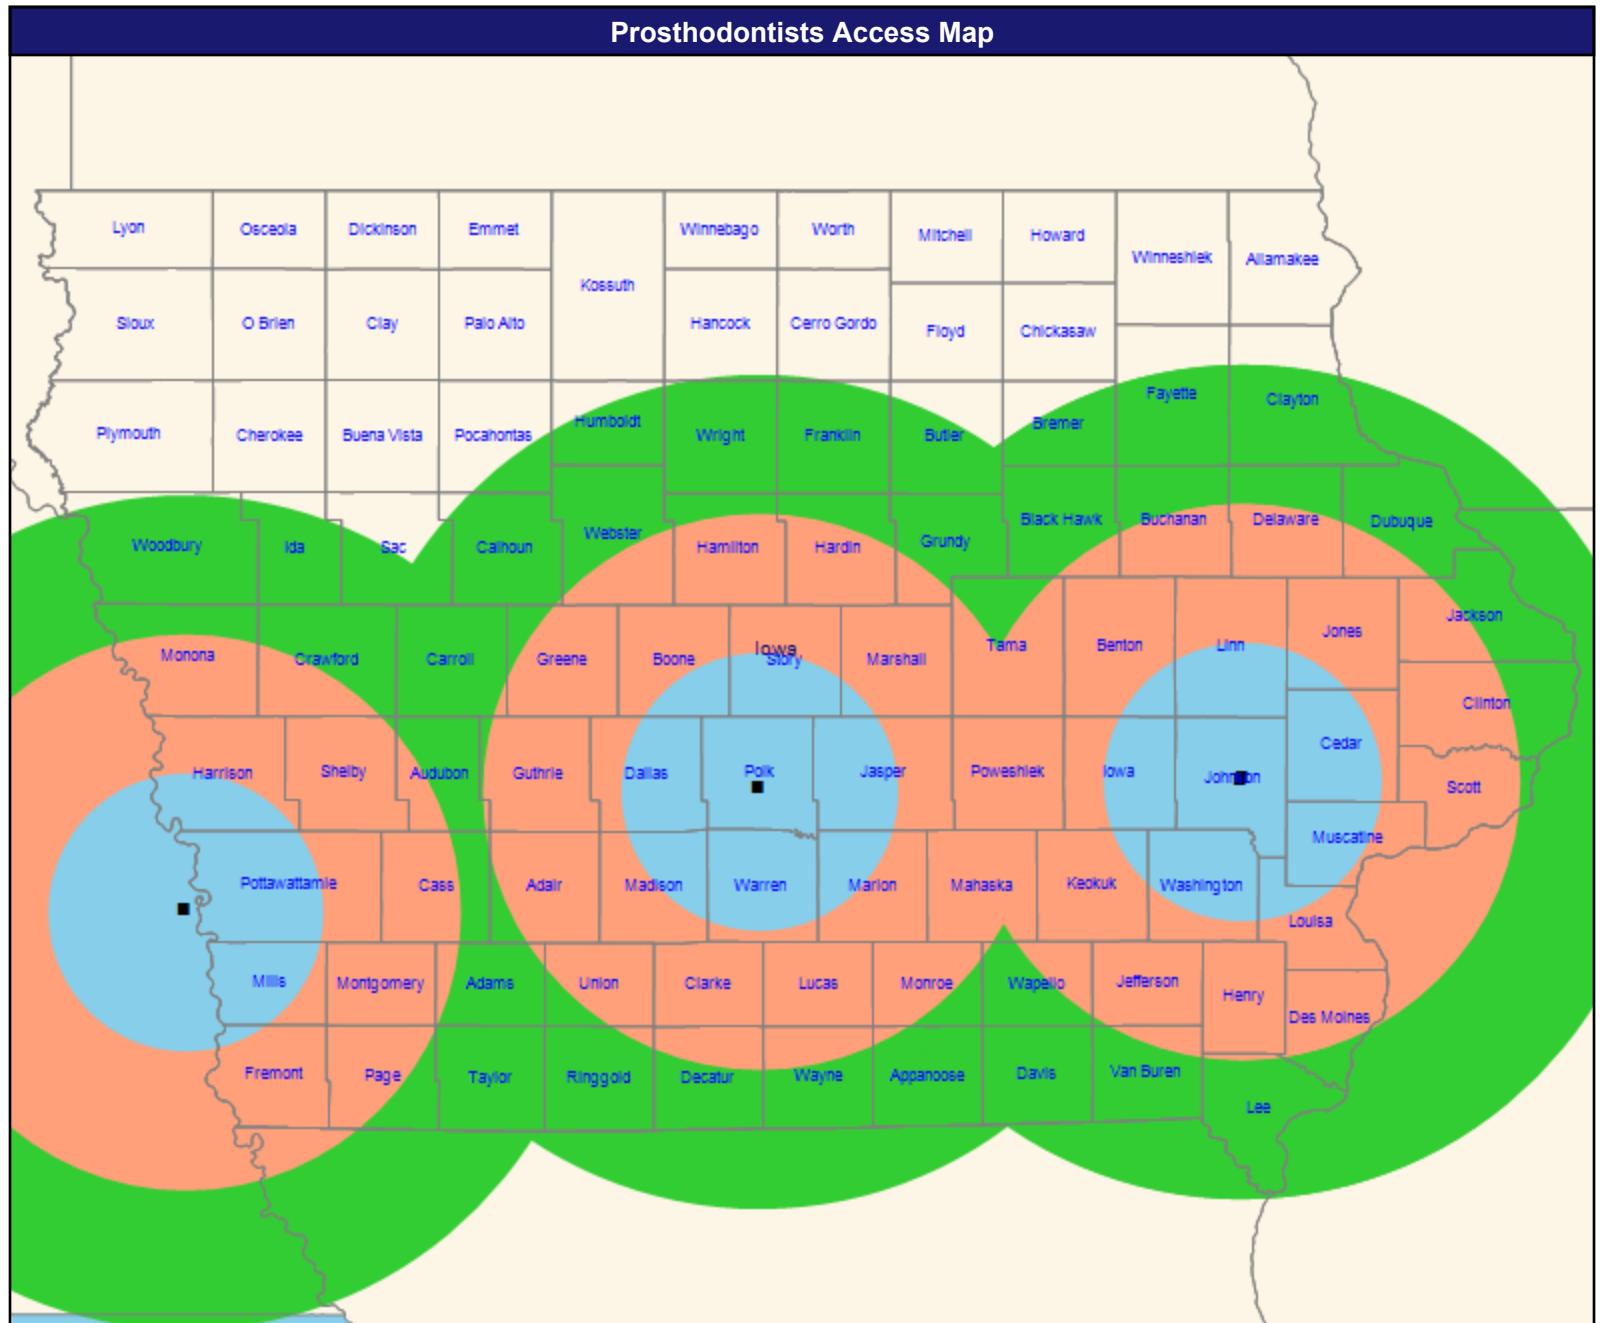 Prosthodontists Access Map
Lyon Osceola Dickinson Emmet Winnebago Worth Mitchell Howard
Winneshiek Allamakee
Kossuth
Sioux O Brien Clay Palo Alto Hancock Cerro Gordo Floyd Chickasaw
Fayette Clayton
Plymouth Cherokee Buena Vista Pocahontas Humboldt Wright Franklin Butler Bremer
Woodbury Ida Sac Calhoun Webster Hamilton Hardin Grundy Black Hawk Buchanan Delaware Dubuque
Jackson
Monona Crawford Carroll Greene Boone Story Marshall Tama Benton Linn Jones
Iowa
Clinton
Harrison Shelby Audubon Guthrie Dallas Polk Jasper Poweshiek Iowa Johnson Cedar
Scott
Muscatine
Pottawattamie Cass Adair Madison Warren Marion Mahaska Keokuk Washington
Louisa
Mills Montgomery Adams Union Clarke Lucas Monroe Wapello Jefferson Henry
Des Moines
Fremont Page Taylor Ringgold Decatur Wayne Appanoose Davis Van Buren
Lee